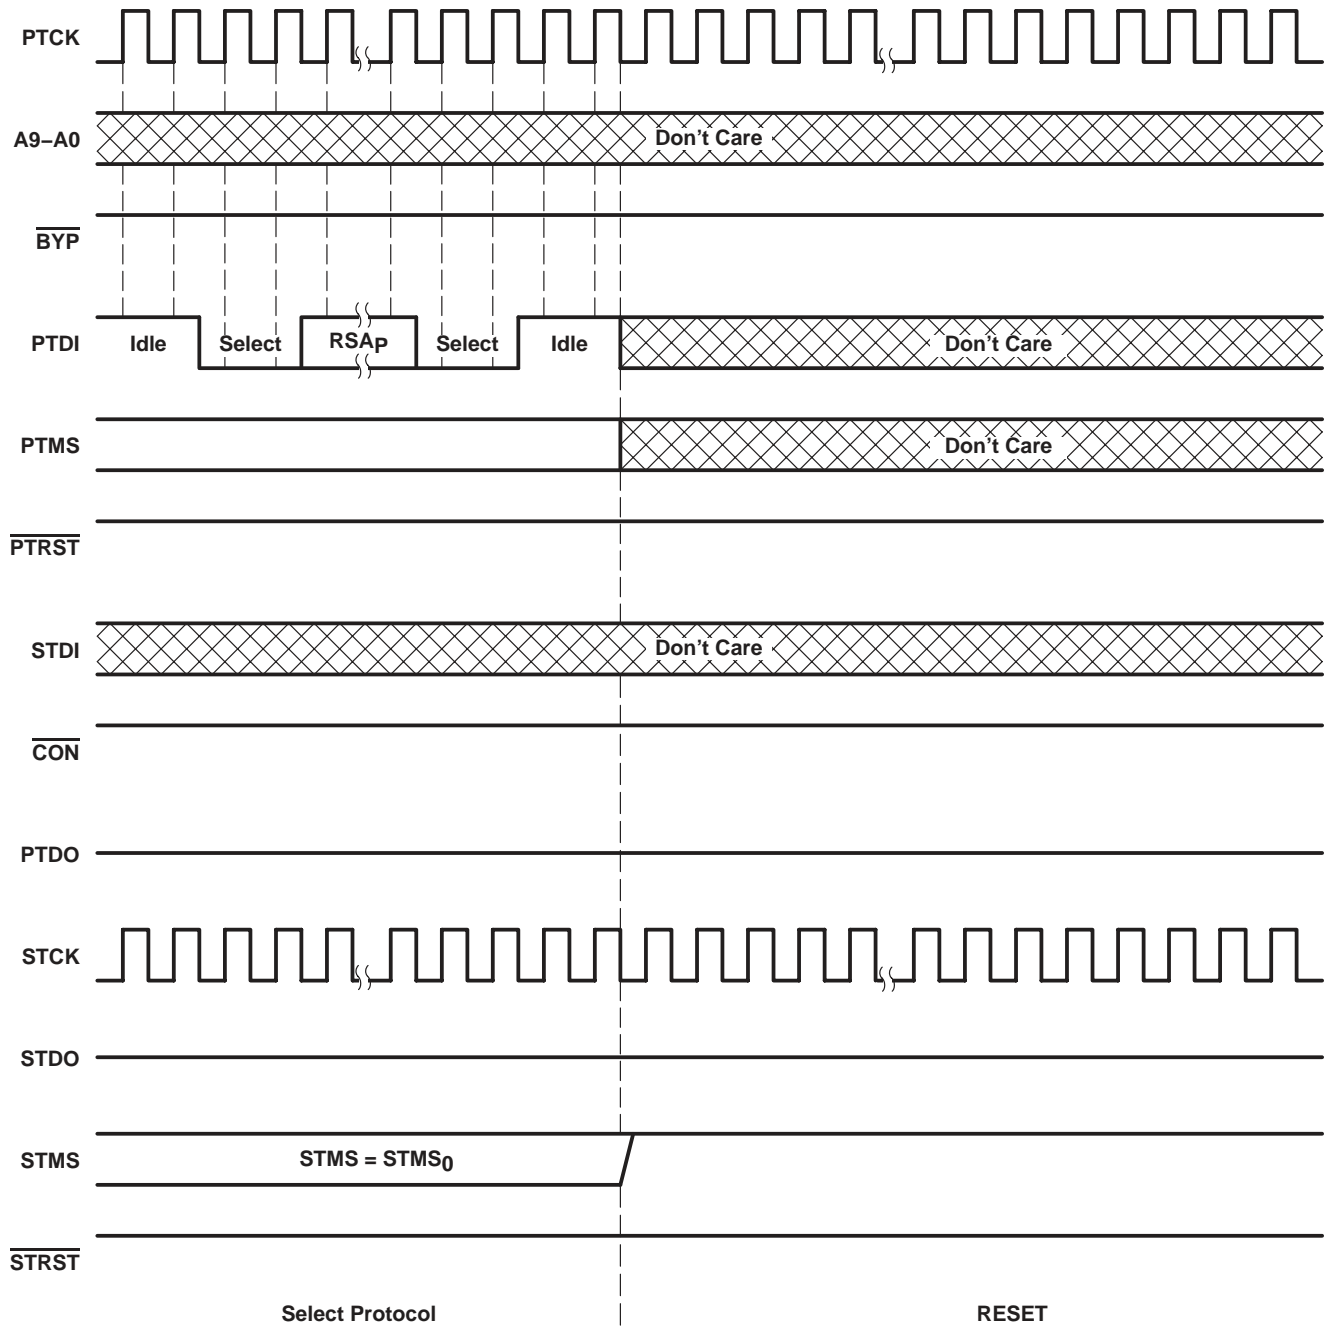 PTCK
A9–A0 Don't Care
BYP
PTDI Idle Select RSAP Select Idle Don't Care
PTMS Don't Care
PTRST
STDI Don't Care
CON
PTDO
STCK
STDO
STMS STMS = STMS0
STRST
Select Protocol RESET